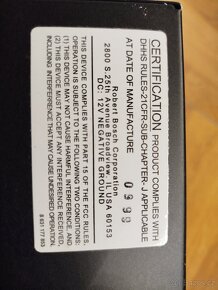 CERTIFICATION PRODUCT COMPLIES WITH
DHHS RULES-21CFR-SUB-CHAPTER- J APPLICABLE
AT DATE OF MANUFACTURE
0998
Robert Bosch Corporation
2800 S.25th Avenue Broadview, IL USA 60153
DC: 12V NEGATIVE GROUND
THIS DEVICE COMPLIES WITH PART 15 OF THE FCC RULES.
OPERATION IS SUBJECT TO THE FOLLOWING TWO CONDITIONS:
(1) THIS DEVICE MAY NOT CAUSE HARMFUL INTERFERENCE, AND
(2) THIS DEVICE MUST ACCEPT ANY INTERFERENCE RECEIVED,
INCLUDING INTERFERENCE THAT MAY CAUSE UNDESIRED OPERATION.